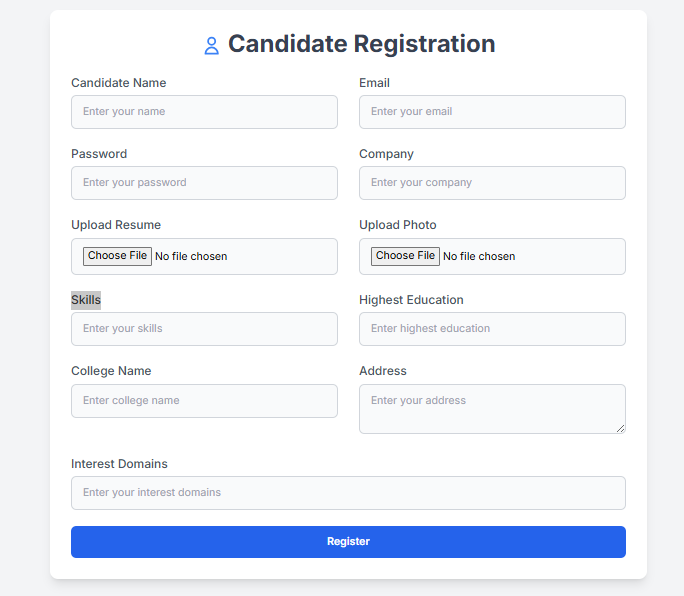 Candidate Registration
Candidate Name Email
Enter your name Enter your email
Password Company
Enter your password Enter your company
Upload Resume Upload Photo
Choose File No file chosen Choose File No file chosen
Skills Highest Education
Enter your skills Enter highest education
College Name Address
Enter college name Enter your address
Interest Domains
Enter your interest domains
Register